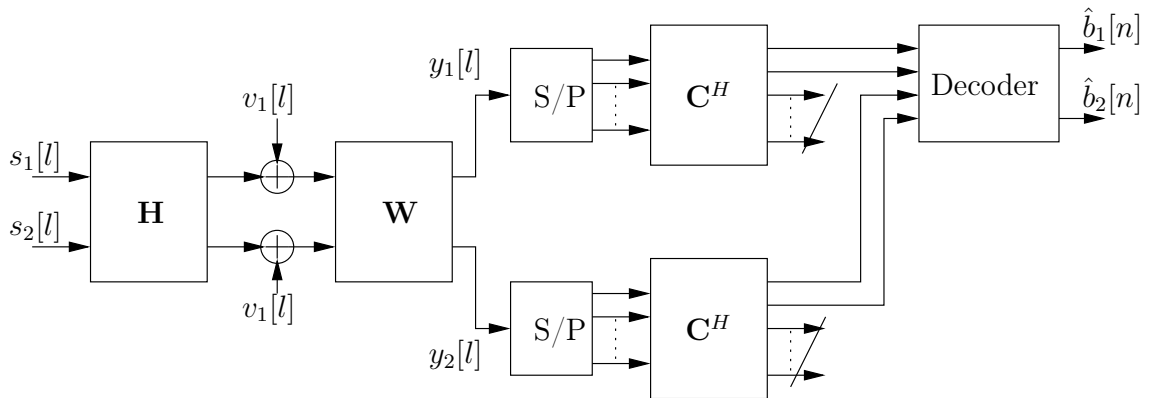 s₁[l]
s₂[l]
H
v₁[l]
v₁[l]
W
y₁[l]
y₂[l]
S/P
S/P
Cᴴ
Cᴴ
Decoder
b̂₁[n]
b̂₂[n]